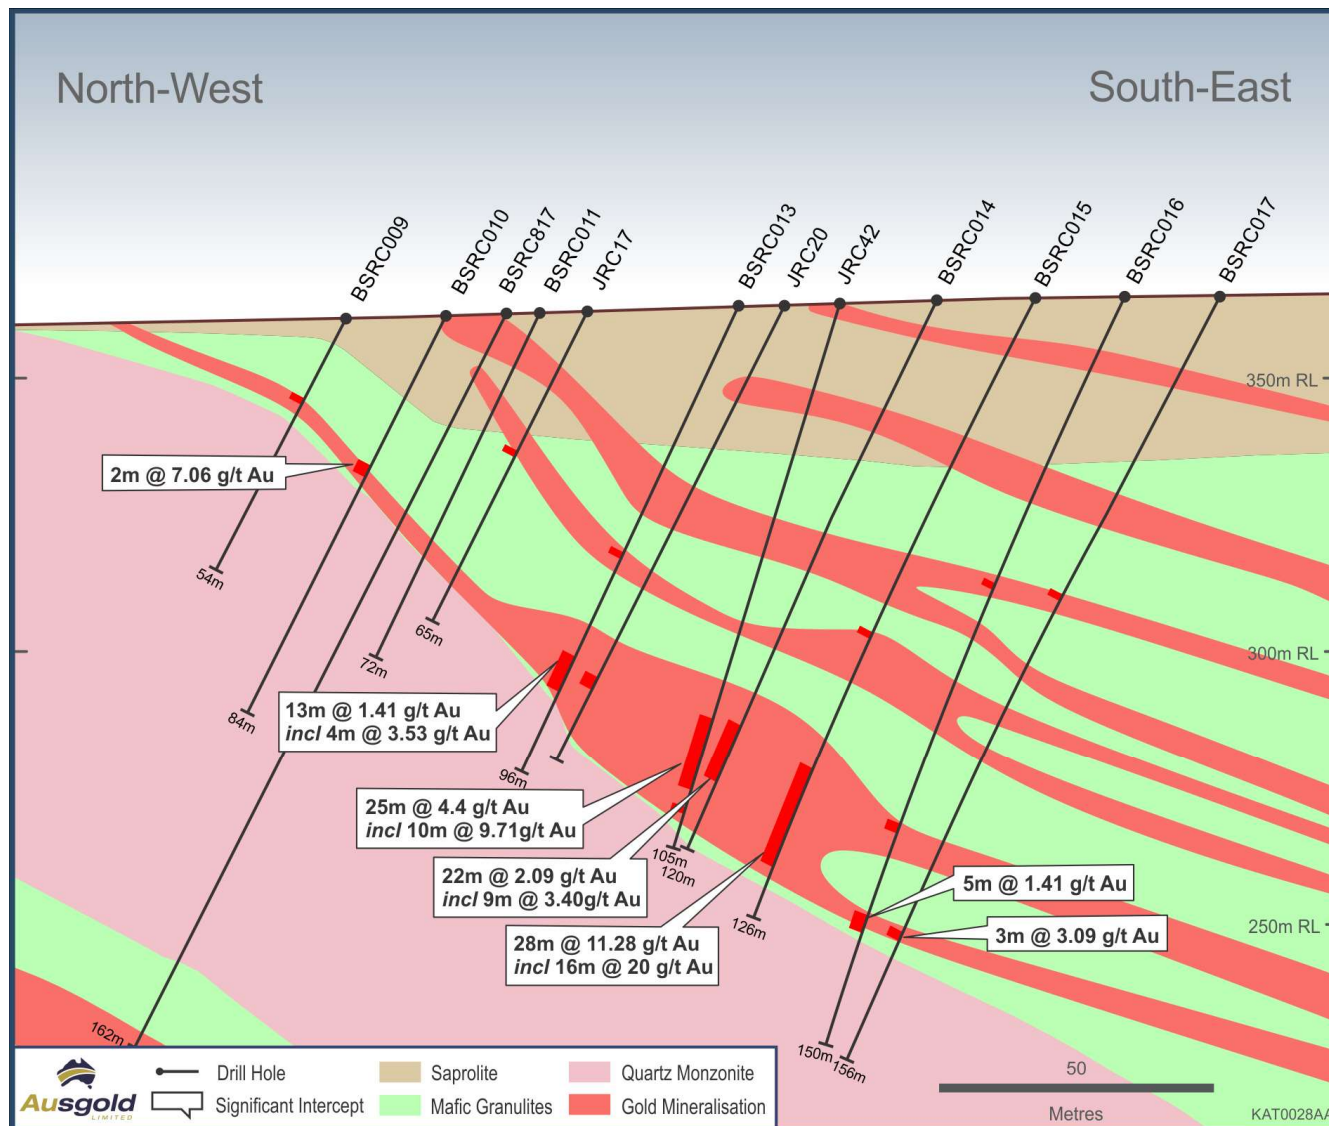 North-West
South-East
BSRC009
BSRC010
BSRC817
BSRC011
JRC17
BSRC013
JRC20
JRC42
BSRC014
BSRC015
BSRC016
BSRC017
350m RL
2m @ 7.06 g/t Au
54m
65m
300m RL
72m
84m
13m @ 1.41 g/t Au
incl 4m @ 3.53 g/t Au
96m
25m @ 4.4 g/t Au
incl 10m @ 9.71g/t Au
105m
120m
22m @ 2.09 g/t Au
incl 9m @ 3.40g/t Au
5m @ 1.41 g/t Au
126m
250m RL
28m @ 11.28 g/t Au
incl 16m @ 20 g/t Au
3m @ 3.09 g/t Au
162m
150m
156m
Ausgold
LIMITED
Drill Hole
Significant Intercept
Saprolite
Mafic Granulites
Quartz Monzonite
Gold Mineralisation
50
Metres
KAT0028AA